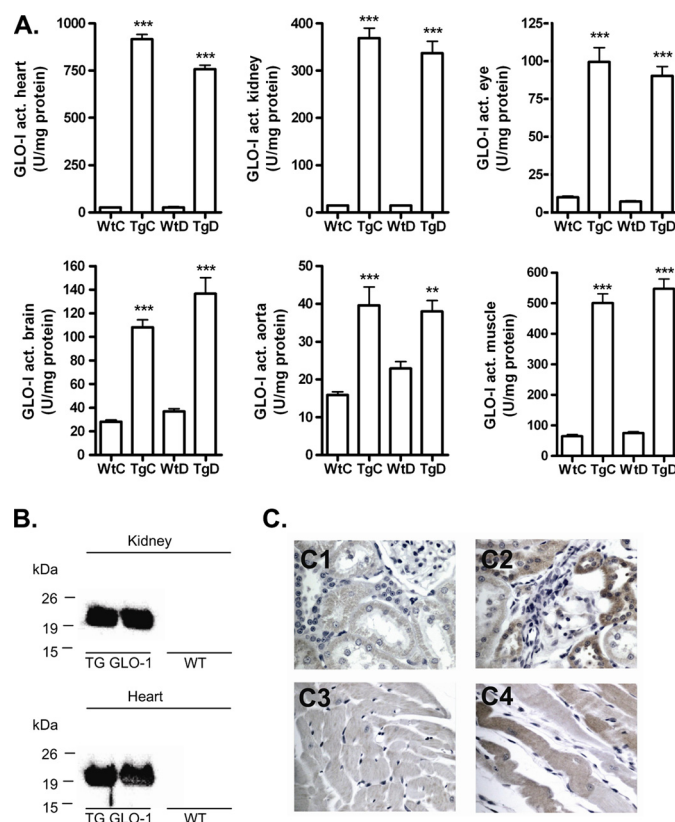 A.
GLO-I act. heart
(U/mg protein)
1000
750
500
250
0
***
***
WtC TgC WtD TgD
GLO-I act. kidney
(U/mg protein)
400
300
200
100
0
***
***
WtC TgC WtD TgD
GLO-I act. eye
(U/mg protein)
125
100
75
50
25
0
***
***
WtC TgC WtD TgD
GLO-I act. brain
(U/mg protein)
160
140
120
100
80
60
40
20
0
***
***
WtC TgC WtD TgD
GLO-I act. aorta
(U/mg protein)
50
40
30
20
10
0
***
**
WtC TgC WtD TgD
GLO-I act. muscle
(U/mg protein)
600
500
400
300
200
100
0
***
***
WtC TgC WtD TgD
B.
Kidney
kDa
26
19
15
TG GLO-1 WT
Heart
kDa
26
19
15
TG GLO-1 WT
C.
C1
C2
C3
C4